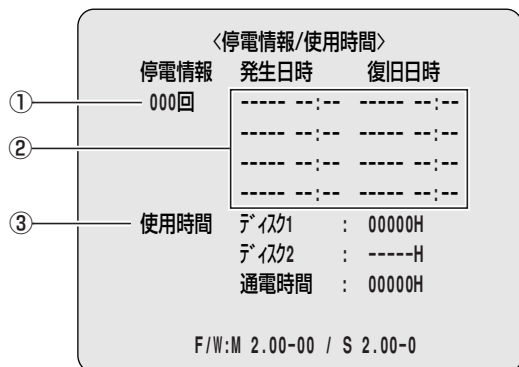 〈停電情報/使用時間〉
停電情報 発生日時 復旧日時
① 000回 ----- --:-- ----- --:--
② ----- --:-- ----- --:--
----- --:-- ----- --:--
----- --:-- ----- --:--
③ 使用時間 ディスク1 : 00000H
ディスク2 : -----H
通電時間 : 00000H
F/W:M 2.00-00 / S 2.00-0